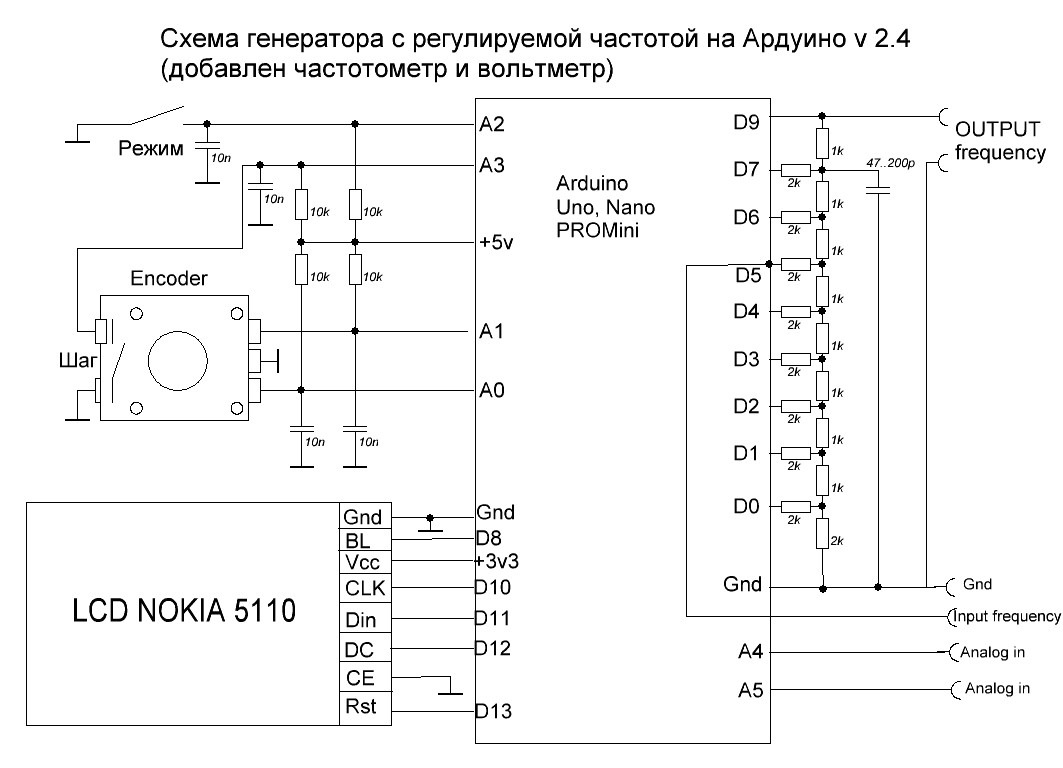 Схема генератора с регулируемой частотой на Ардуино v 2.4
(добавлен частотометр и вольтметр)
Режим
10n
10n
10k
10k
10k
10k
Encoder
Шаг
10n
10n
A2
A3
+5v
A1
A0
Arduino
Uno, Nano
PROMini
D9
D7
D6
D5
D4
D3
D2
D1
D0
Gnd
A4
A5
1k
2k
1k
2k
1k
2k
1k
2k
1k
2k
1k
2k
1k
2k
1k
2k
2k
47..200p
OUTPUT
frequency
Gnd
Input frequency
Analog in
Analog in
LCD NOKIA 5110
Gnd
BL
Vcc
CLK
Din
DC
CE
Rst
Gnd
D8
+3v3
D10
D11
D12
D13